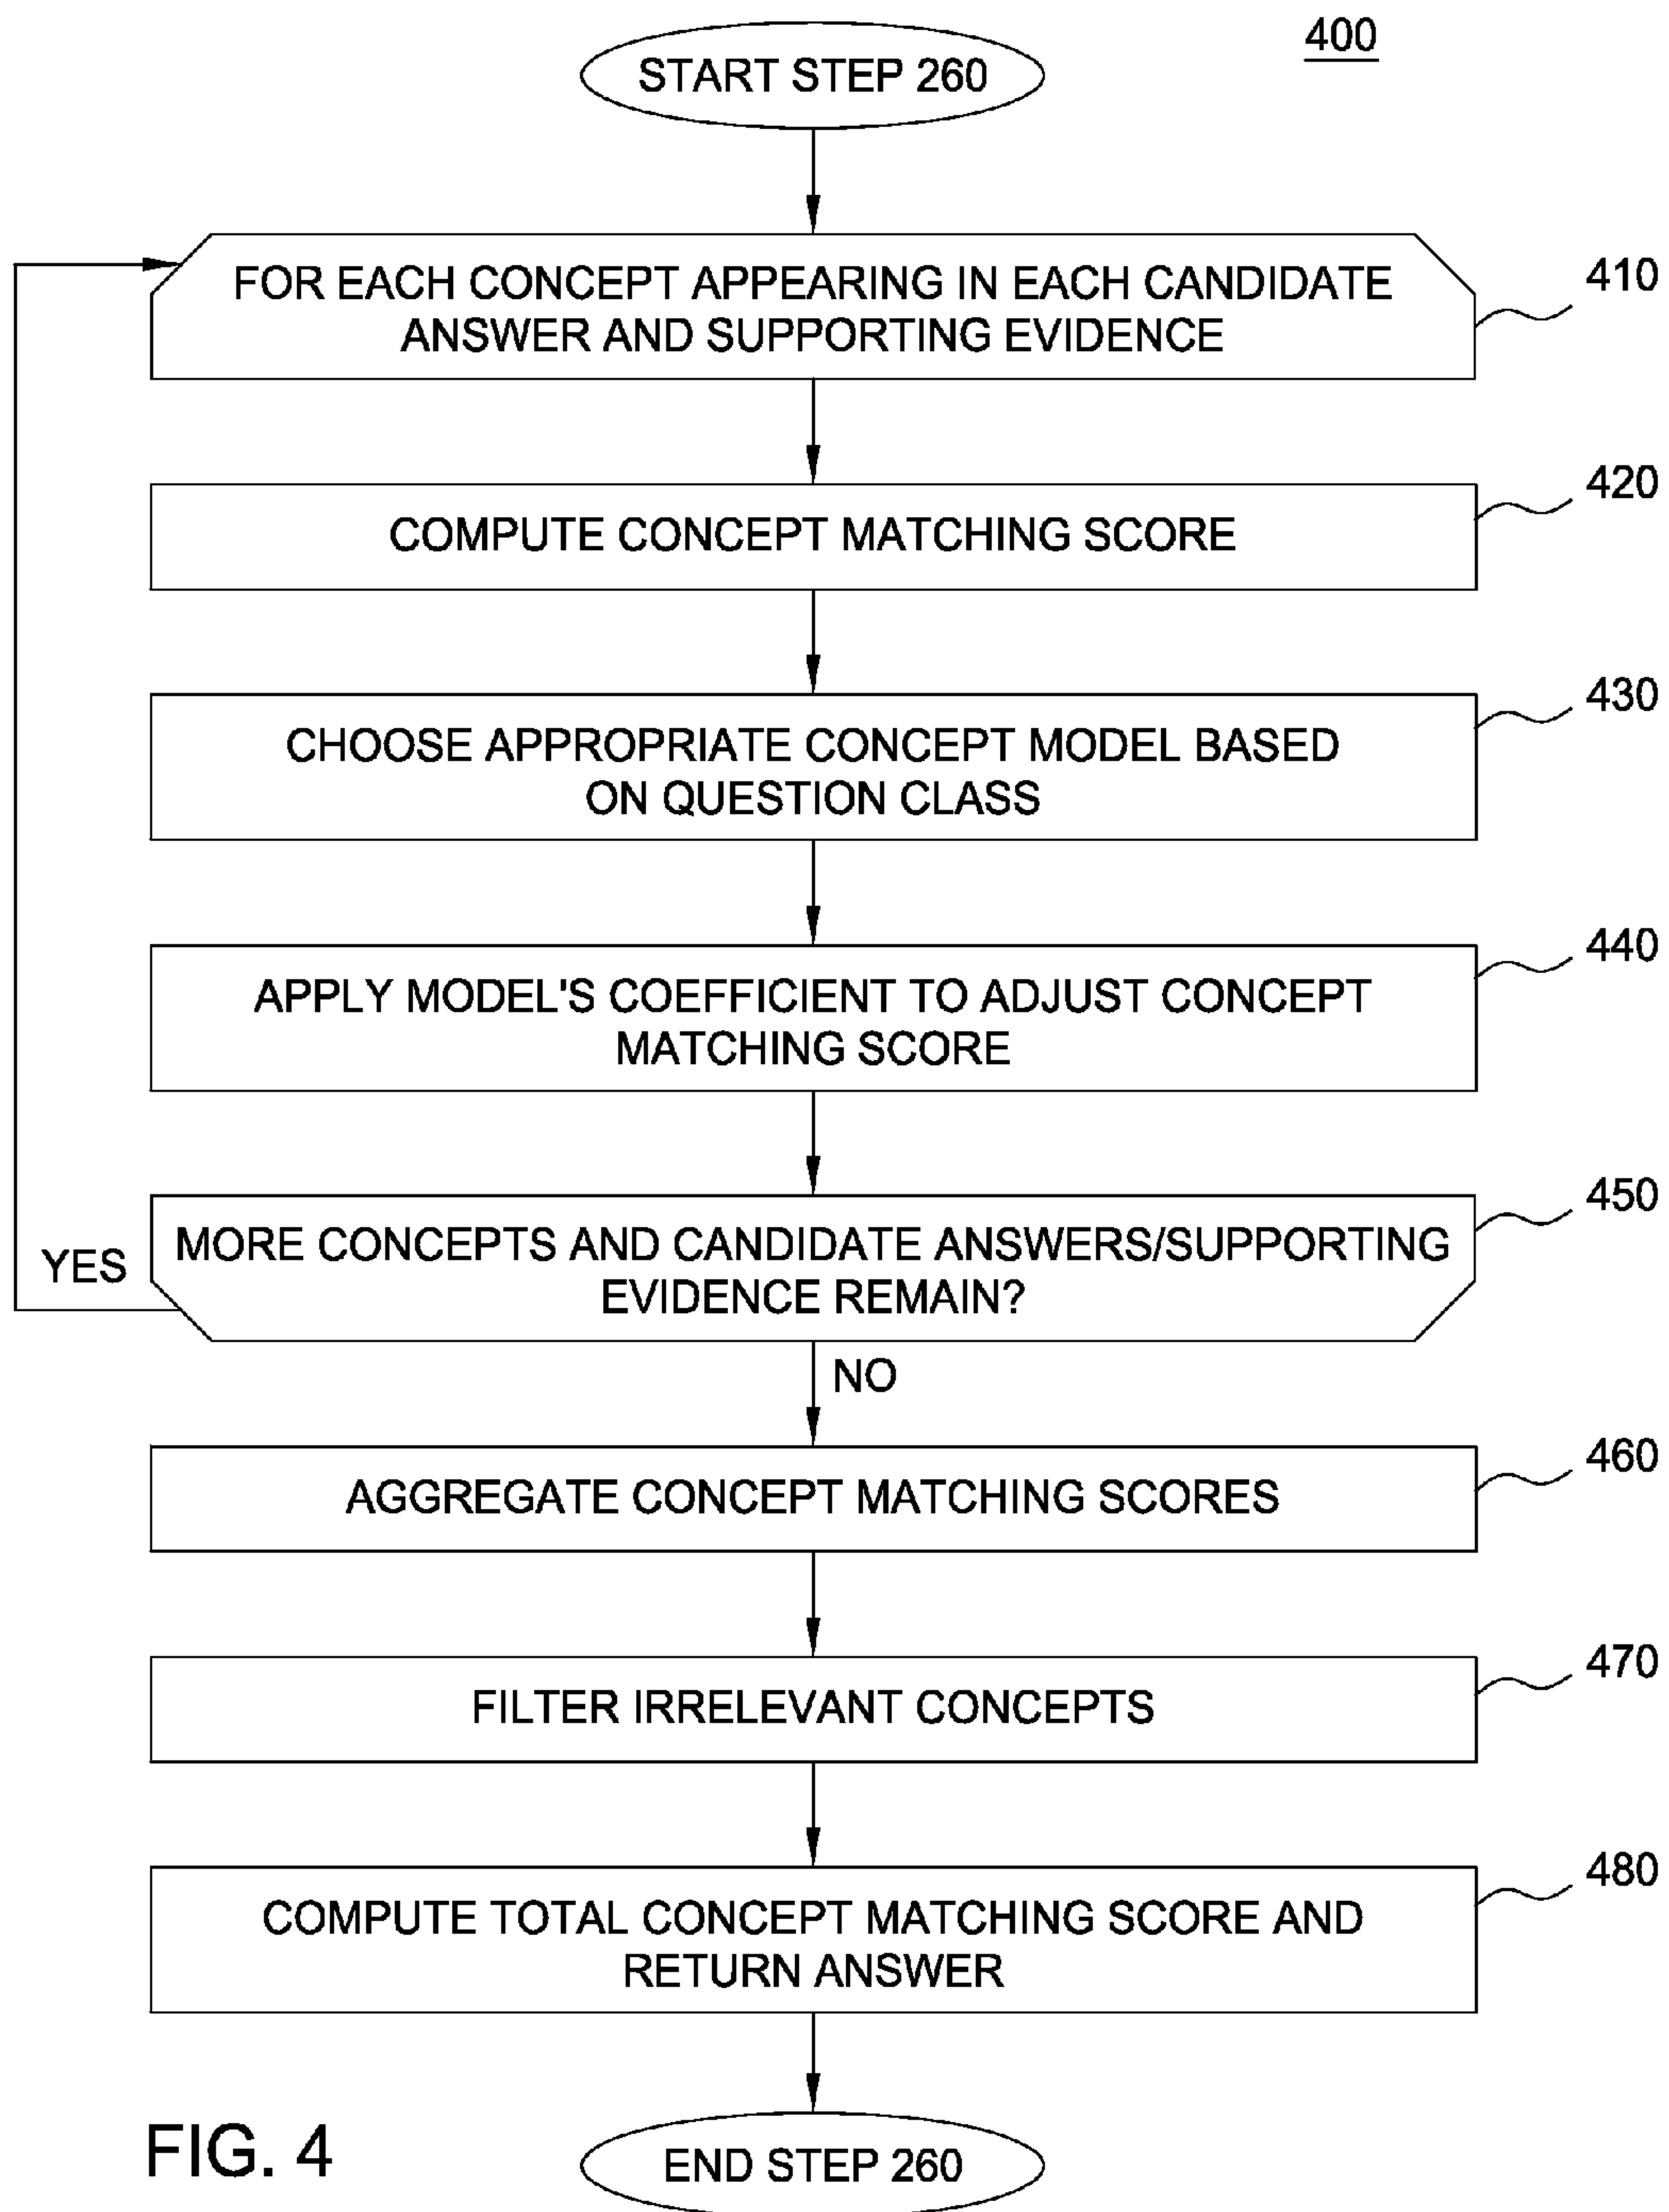 400
START STEP 260
FOR EACH CONCEPT APPEARING IN EACH CANDIDATE
ANSWER AND SUPPORTING EVIDENCE
410
COMPUTE CONCEPT MATCHING SCORE
420
CHOOSE APPROPRIATE CONCEPT MODEL BASED
ON QUESTION CLASS
430
APPLY MODEL'S COEFFICIENT TO ADJUST CONCEPT
MATCHING SCORE
440
MORE CONCEPTS AND CANDIDATE ANSWERS/SUPPORTING
EVIDENCE REMAIN?
450
YES
NO
AGGREGATE CONCEPT MATCHING SCORES
460
FILTER IRRELEVANT CONCEPTS
470
COMPUTE TOTAL CONCEPT MATCHING SCORE AND
RETURN ANSWER
480
END STEP 260
FIG. 4